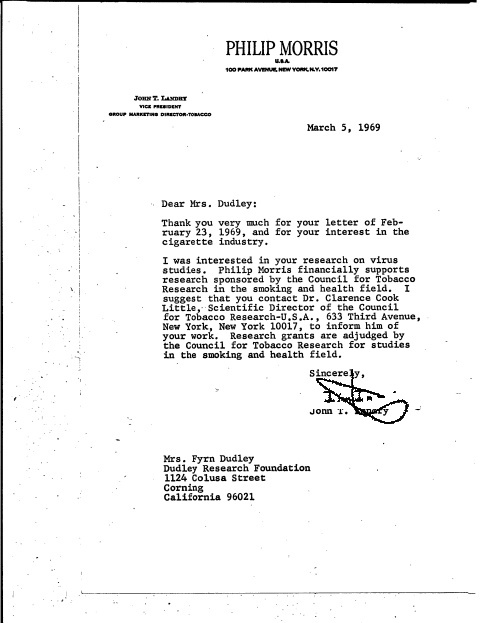 PHILIP MORRIS
U.S.A.
100 PARK AVENUE, NEW YORK, N.Y. 10017
JOHN T. LANDRY
VICE PRESIDENT
GROUP MARKETING DIRECTOR-TOBACCO
March 5, 1969
Dear Mrs. Dudley:
Thank you very much for your letter of Feb-
ruary 23, 1969, and for your interest in the
cigarette industry.
I was interested in your research on virus
studies. Philip Morris financially supports
research sponsored by the Council for Tobacco
Research in the smoking and health field. I
suggest that you contact Dr. Clarence Cook
Little, Scientific Director of the Council
for Tobacco Research-U.S.A., 633 Third Avenue,
New York, New York 10017, to inform him of
your work. Research grants are adjudged by
the Council for Tobacco Research for studies
in the smoking and health field.
Sincerely,
John T. Landry
Mrs. Fyrn Dudley
Dudley Research Foundation
1124 Colusa Street
Corning
California 96021